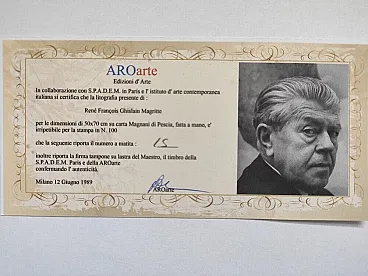 AROarte
Edizioni d'Arte
In collaborazione con S.P.A.D.E.M. in Paris e l' istituto d' arte contemporanea
italiana si certifica che la litografia presente di :
René François Ghislain Magritte
per le dimensioni di 50x70 cm su carta Magnani di Pescia, fatta a mano, e'
irripetibile per la stampa in N. 100
che la seguente riporta il numero a matita : 15
inoltre riporta la firma tampone su lastra del Maestro, il timbro della
S.P.A.D.E.M. Paris e della AROarte
confermando l' autenticità.
Milano 12 Giugno 1989
AROarte